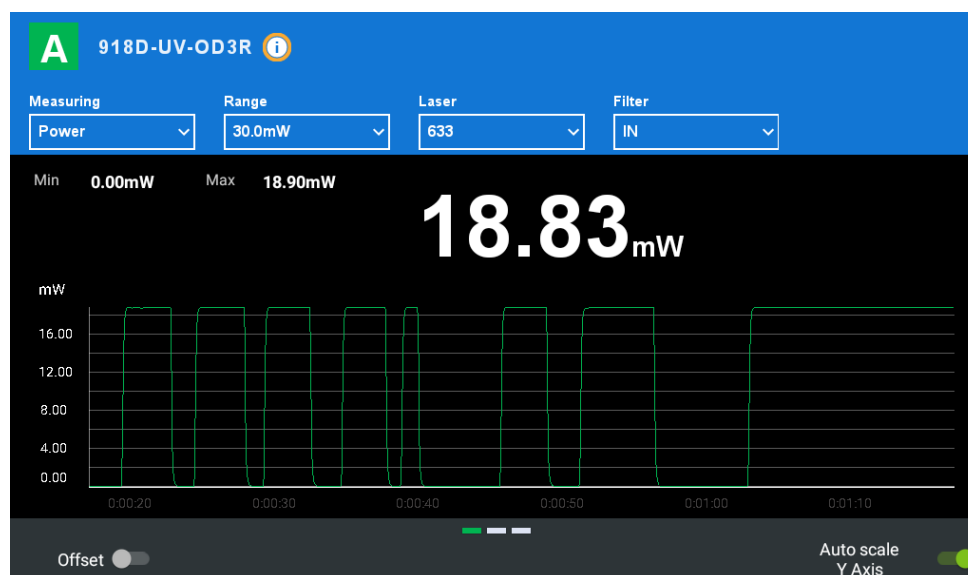 A 918D-UV-OD3R i
Measuring Range Laser Filter
Power 30.0mW 633 IN
Min 0.00mW Max 18.90mW
18.83mW
mW
16.00
12.00
8.00
4.00
0.00
0:00:20 0:00:30 0:00:40 0:00:50 0:01:00 0:01:10
Offset
Auto scale
Y Axis